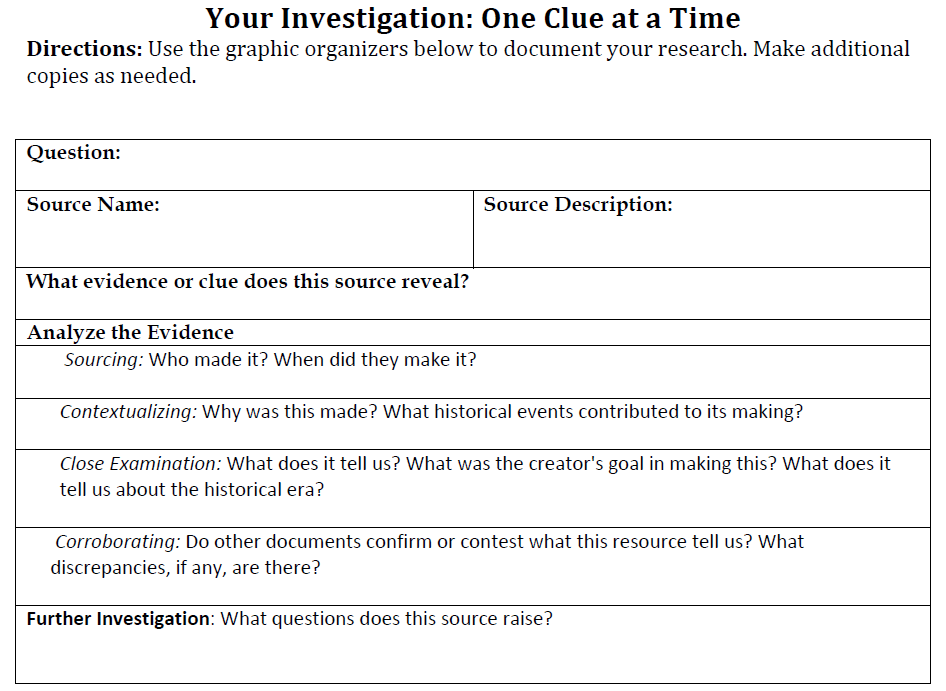 Your Investigation: One Clue at a Time
Directions: Use the graphic organizers below to document your research. Make additional
copies as needed.
Question:
Source Name:
Source Description:
What evidence or clue does this source reveal?
Analyze the Evidence
Sourcing: Who made it? When did they make it?
Contextualizing: Why was this made? What historical events contributed to its making?
Close Examination: What does it tell us? What was the creator's goal in making this? What does it
tell us about the historical era?
Corroborating: Do other documents confirm or contest what this resource tell us? What
discrepancies, if any, are there?
Further Investigation: What questions does this source raise?